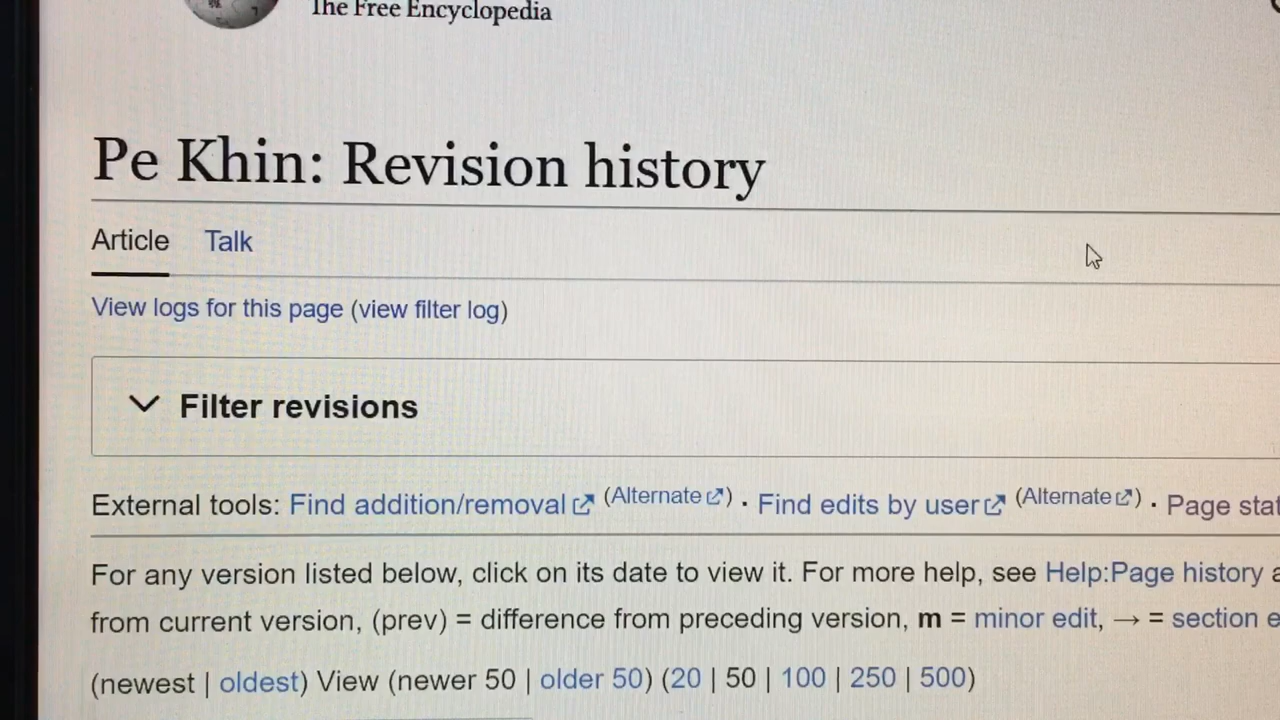 The Free Encyclopedia
Pe Khin: Revision history
Article Talk
View logs for this page (view filter log)
Filter revisions
External tools: Find addition/removal (Alternate) · Find edits by user (Alternate) · Page
For any version listed below, click on its date to view it. For more help, see Help:Page history
from current version, (prev) = difference from preceding version, m = minor edit, → = section
(newest | oldest) View (newer 50 | older 50) (20 | 50 | 100 | 250 | 500)